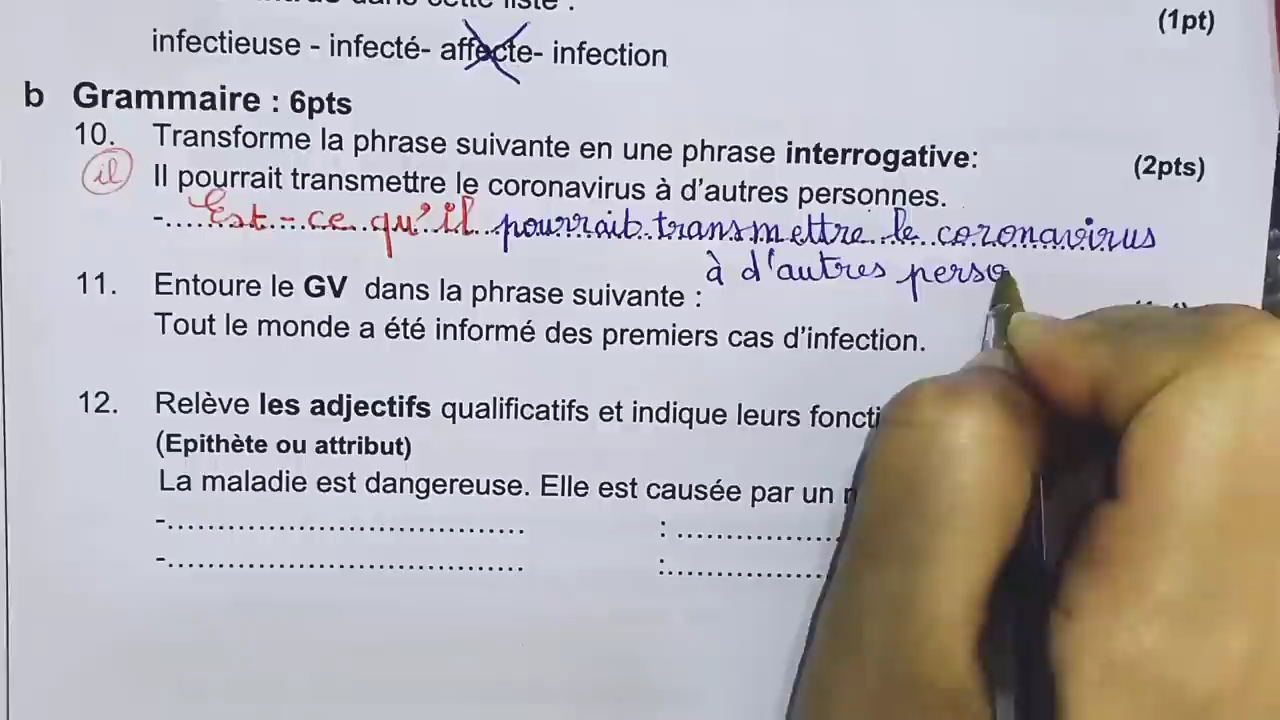 dans cette liste :
(1pt)
infectieuse - infecté- affecte- infection
b Grammaire : 6pts
10. Transforme la phrase suivante en une phrase interrogative:
(2pts)
il Il pourrait transmettre le coronavirus à d'autres personnes.
-....Est-ce qu'il pourrait transmettre le coronavirus
à d'autres perso
11. Entoure le GV dans la phrase suivante :
Tout le monde a été informé des premiers cas d'infection.
12. Relève les adjectifs qualificatifs et indique leurs foncti
(Epithète ou attribut)
La maladie est dangereuse. Elle est causée par un
-.................................... : ..................
-.................................... :..................